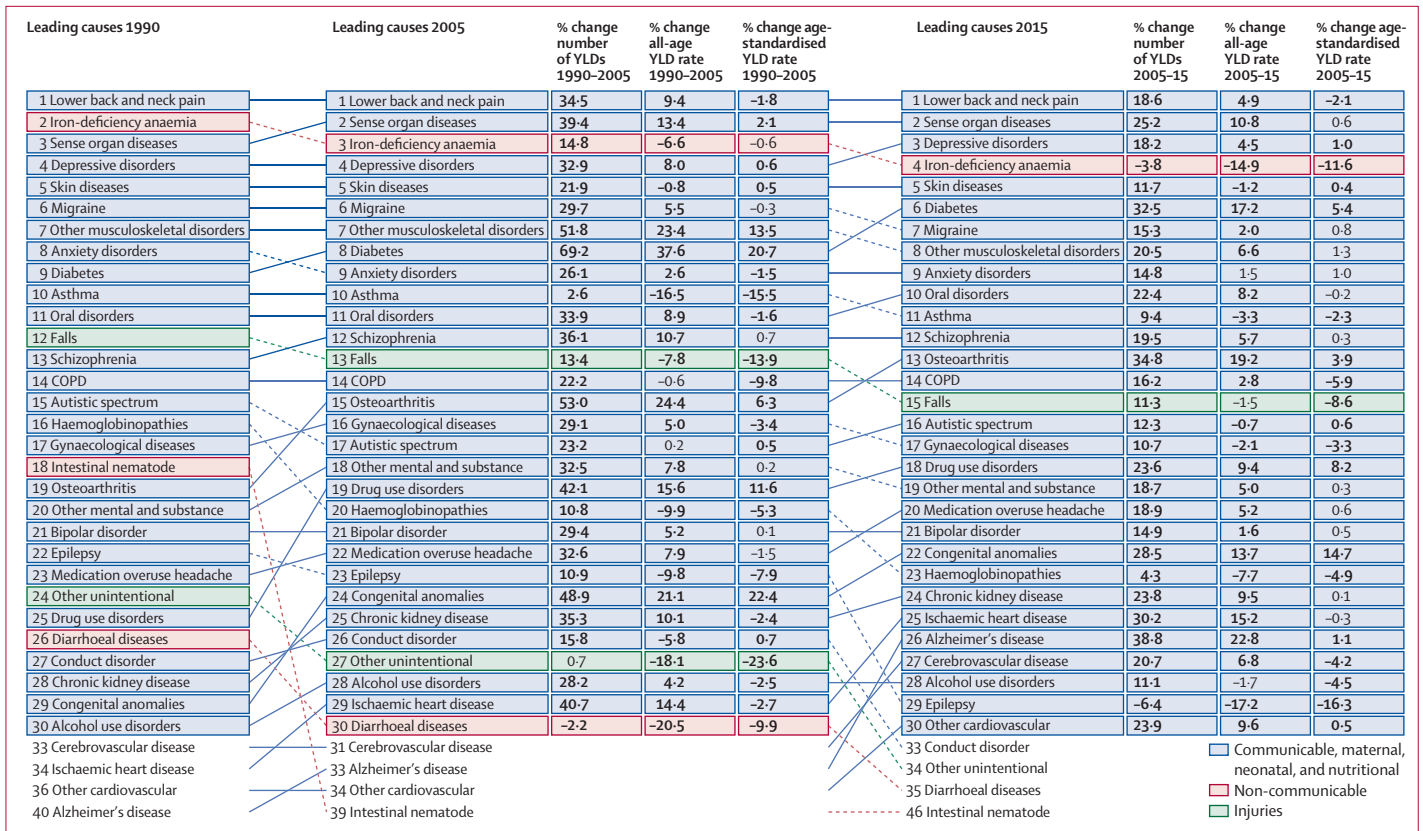 Leading causes 1990 Leading causes 2005 % change number of YLDs 1990–2005 % change all-age YLD rate 1990–2005 % change age-standardised YLD rate 1990–2005 Leading causes 2015 % change number of YLDs 2005–15 % change all-age YLD rate 2005–15 % change age-standardised YLD rate 2005–15
1 Lower back and neck pain 1 Lower back and neck pain 34·5 9·4 –1·8 1 Lower back and neck pain 18·6 4·9 –2·1
2 Iron-deficiency anaemia 2 Sense organ diseases 39·4 13·4 2·1 2 Sense organ diseases 25·2 10·8 0·6
3 Sense organ diseases 3 Iron-deficiency anaemia 14·8 –6·6 –0·6 3 Depressive disorders 18·2 4·5 1·0
4 Depressive disorders 4 Depressive disorders 32·9 8·0 0·6 4 Iron-deficiency anaemia –3·8 –14·9 –11·6
5 Skin diseases 5 Skin diseases 21·9 –0·8 0·5 5 Skin diseases 11·7 –1·2 0·4
6 Migraine 6 Migraine 29·7 5·5 –0·3 6 Diabetes 32·5 17·2 5·4
7 Other musculoskeletal disorders 7 Other musculoskeletal disorders 51·8 23·4 13·5 7 Migraine 15·3 2·0 0·8
8 Anxiety disorders 8 Diabetes 69·2 37·6 20·7 8 Other musculoskeletal disorders 20·5 6·6 1·3
9 Diabetes 9 Anxiety disorders 26·1 2·6 –1·5 9 Anxiety disorders 14·8 1·5 1·0
10 Asthma 10 Asthma 2·6 –16·5 –15·5 10 Oral disorders 22·4 8·2 –0·2
11 Oral disorders 11 Oral disorders 33·9 8·9 –1·6 11 Asthma 9·4 –3·3 –2·3
12 Falls 12 Schizophrenia 36·1 10·7 0·7 12 Schizophrenia 19·5 5·7 0·3
13 Schizophrenia 13 Falls 13·4 –7·8 –13·9 13 Osteoarthritis 34·8 19·2 3·9
14 COPD 14 COPD 22·2 –0·6 –9·8 14 COPD 16·2 2·8 –5·9
15 Autistic spectrum 15 Osteoarthritis 53·0 24·4 6·3 15 Falls 11·3 –1·5 –8·6
16 Haemoglobinopathies 16 Gynaecological diseases 29·1 5·0 –3·4 16 Autistic spectrum 12·3 –0·7 0·6
17 Gynaecological diseases 17 Autistic spectrum 23·2 0·2 0·5 17 Gynaecological diseases 10·7 –2·1 –3·3
18 Intestinal nematode 18 Other mental and substance 32·5 7·8 0·2 18 Drug use disorders 23·6 9·4 8·2
19 Osteoarthritis 19 Drug use disorders 42·1 15·6 11·6 19 Other mental and substance 18·7 5·0 0·3
20 Other mental and substance 20 Haemoglobinopathies 10·8 –9·9 –5·3 20 Medication overuse headache 18·9 5·2 0·6
21 Bipolar disorder 21 Bipolar disorder 29·4 5·2 0·1 21 Bipolar disorder 14·9 1·6 0·5
22 Epilepsy 22 Medication overuse headache 32·6 7·9 –1·5 22 Congenital anomalies 28·5 13·7 14·7
23 Medication overuse headache 23 Epilepsy 10·9 –9·8 –7·9 23 Haemoglobinopathies 4·3 –7·7 –4·9
24 Other unintentional 24 Congenital anomalies 48·9 21·1 22·4 24 Chronic kidney disease 23·8 9·5 0·1
25 Drug use disorders 25 Chronic kidney disease 35·3 10·1 –2·4 25 Ischaemic heart disease 30·2 15·2 –0·3
26 Diarrhoeal diseases 26 Conduct disorder 15·8 –5·8 0·7 26 Alzheimer's disease 38·8 22·8 1·1
27 Conduct disorder 27 Other unintentional 0·7 –18·1 –23·6 27 Cerebrovascular disease 20·7 6·8 –4·2
28 Chronic kidney disease 28 Alcohol use disorders 28·2 4·2 –2·5 28 Alcohol use disorders 11·1 –1·7 –4·5
29 Congenital anomalies 29 Ischaemic heart disease 40·7 14·4 –2·7 29 Epilepsy –6·4 –17·2 –16·3
30 Alcohol use disorders 30 Diarrhoeal diseases –2·2 –20·5 –9·9 30 Other cardiovascular 23·9 9·6 0·5
33 Cerebrovascular disease 31 Cerebrovascular disease 33 Conduct disorder
34 Ischaemic heart disease 33 Alzheimer's disease 34 Other unintentional
36 Other cardiovascular 34 Other cardiovascular 35 Diarrhoeal diseases
40 Alzheimer's disease 39 Intestinal nematode 46 Intestinal nematode
Communicable, maternal,
neonatal, and nutritional
Non-communicable
Injuries